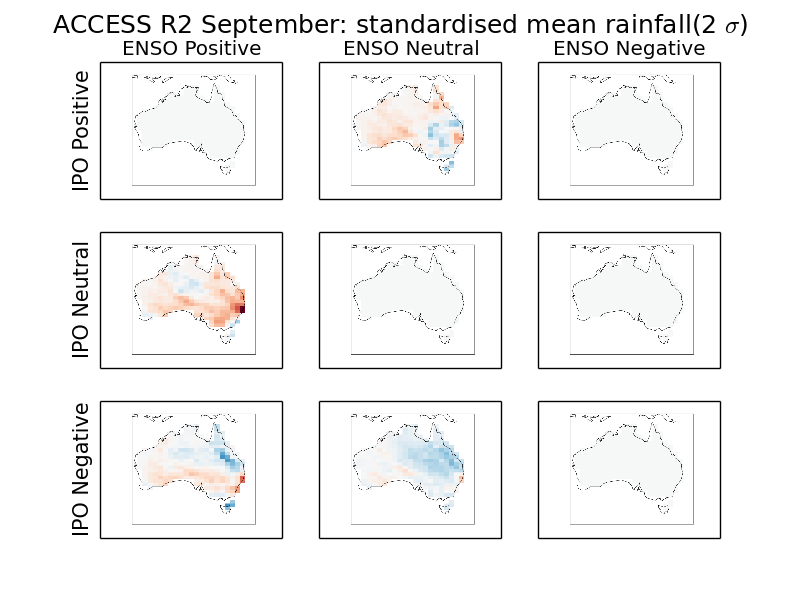 ACCESS R2 September: standardised mean rainfall(2 σ)
ENSO Positive ENSO Neutral ENSO Negative
IPO Positive
IPO Neutral
IPO Negative